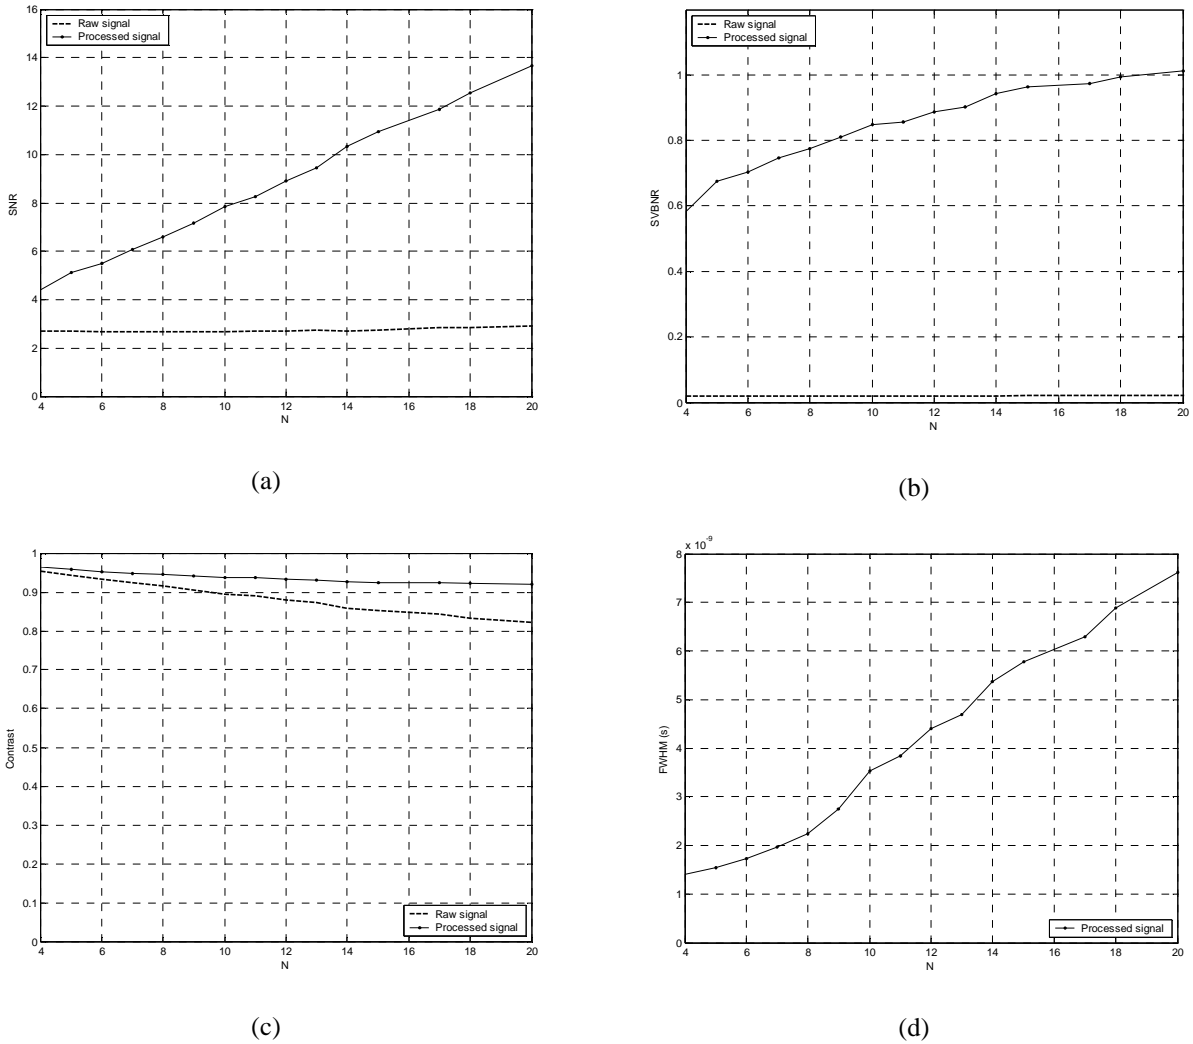 Raw signal
Processed signal
16
14
12
10
8
6
4
2
0
SNR
4 6 8 10 12 14 16 18 20
N
(a)
Raw signal
Processed signal
1
0.8
0.6
0.4
0.2
0
SVBNR
4 6 8 10 12 14 16 18 20
N
(b)
1
0.9
0.8
0.7
0.6
0.5
0.4
0.3
0.2
0.1
0
Contrast
Raw signal
Processed signal
4 6 8 10 12 14 16 18 20
N
(c)
x 10^-9
8
7
6
5
4
3
2
1
0
FWHM (s)
Processed signal
4 6 8 10 12 14 16 18 20
N
(d)